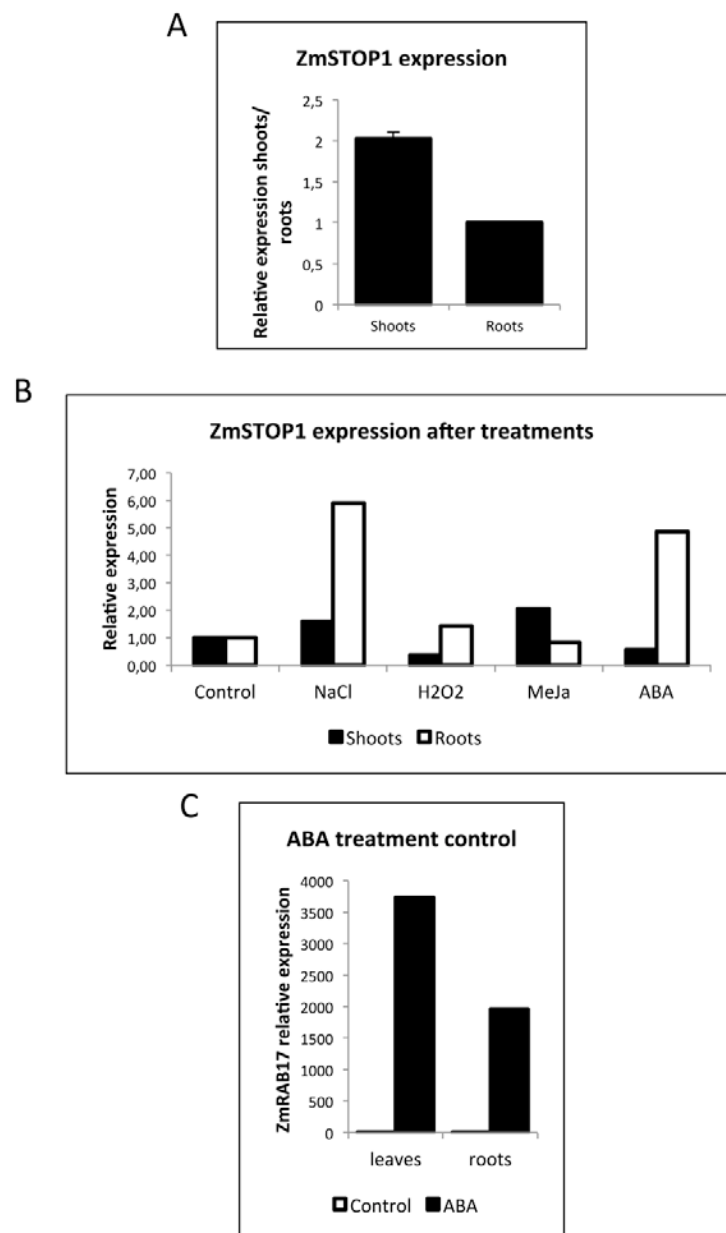 A
ZmSTOP1 expression
Relative expression shoots/
roots
2,5
2
1,5
1
0,5
0
Shoots
Roots
B
ZmSTOP1 expression after treatments
Relative expression
7,00
6,00
5,00
4,00
3,00
2,00
1,00
0,00
Control
NaCl
H2O2
MeJa
ABA
Shoots
Roots
C
ABA treatment control
ZmRAB17 relative expression
4000
3500
3000
2500
2000
1500
1000
500
0
leaves
roots
Control
ABA